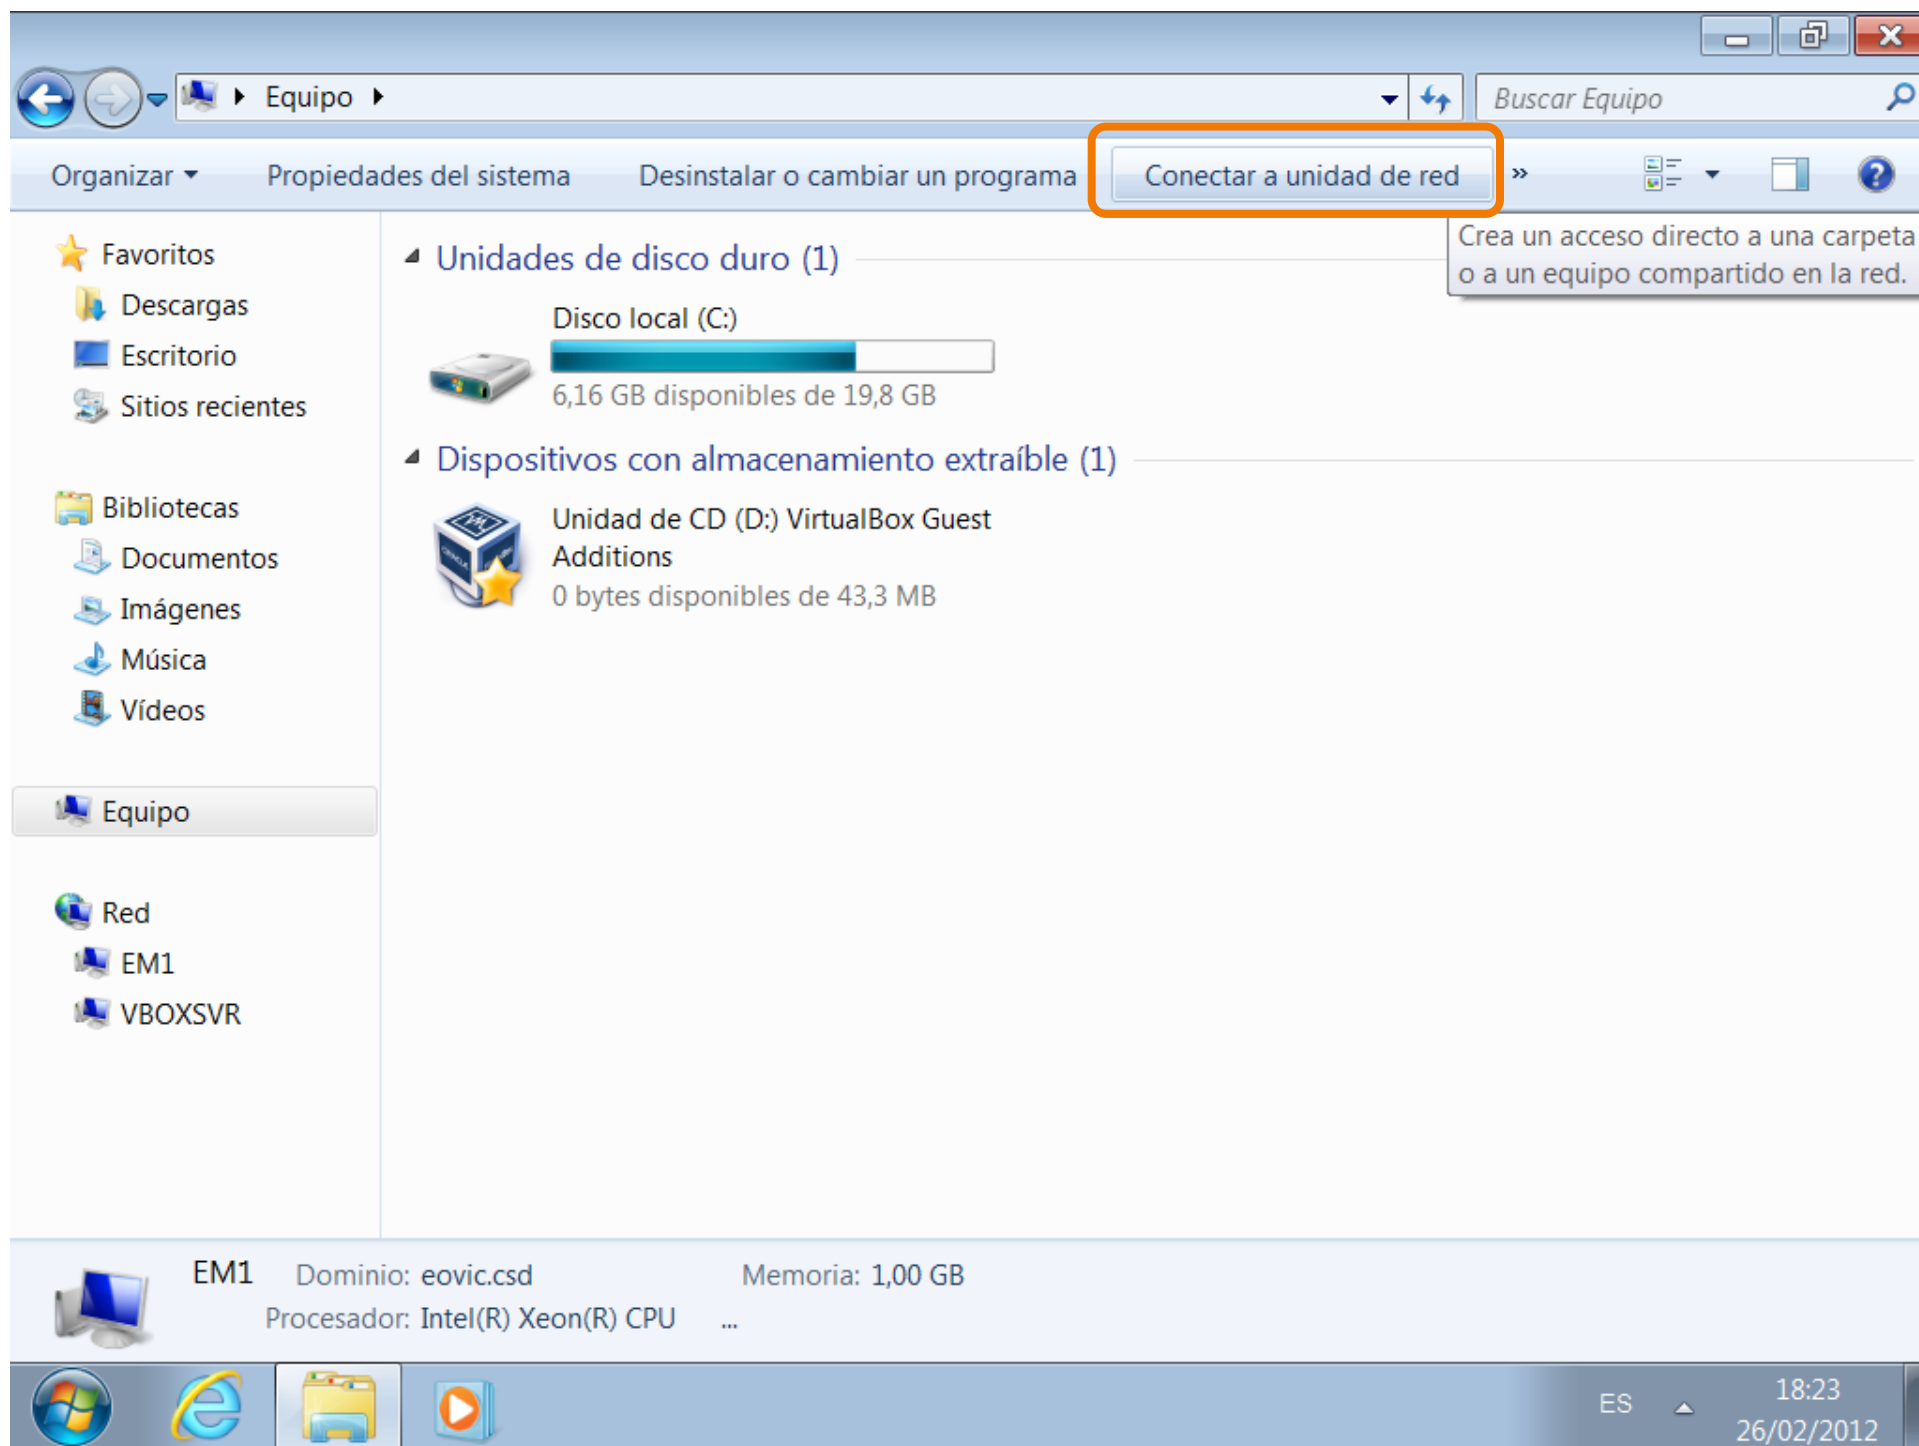 Equipo
Buscar Equipo
Organizar
Propiedades del sistema
Desinstalar o cambiar un programa
Conectar a unidad de red
»
Crea un acceso directo a una carpeta
o a un equipo compartido en la red.
Favoritos
Descargas
Escritorio
Sitios recientes
Bibliotecas
Documentos
Imágenes
Música
Vídeos
Equipo
Red
EM1
VBOXSVR
Unidades de disco duro (1)
Disco local (C:)
6,16 GB disponibles de 19,8 GB
Dispositivos con almacenamiento extraíble (1)
Unidad de CD (D:) VirtualBox Guest
Additions
0 bytes disponibles de 43,3 MB
EM1 Dominio: eovic.csd Memoria: 1,00 GB
Procesador: Intel(R) Xeon(R) CPU ...
ES
18:23
26/02/2012